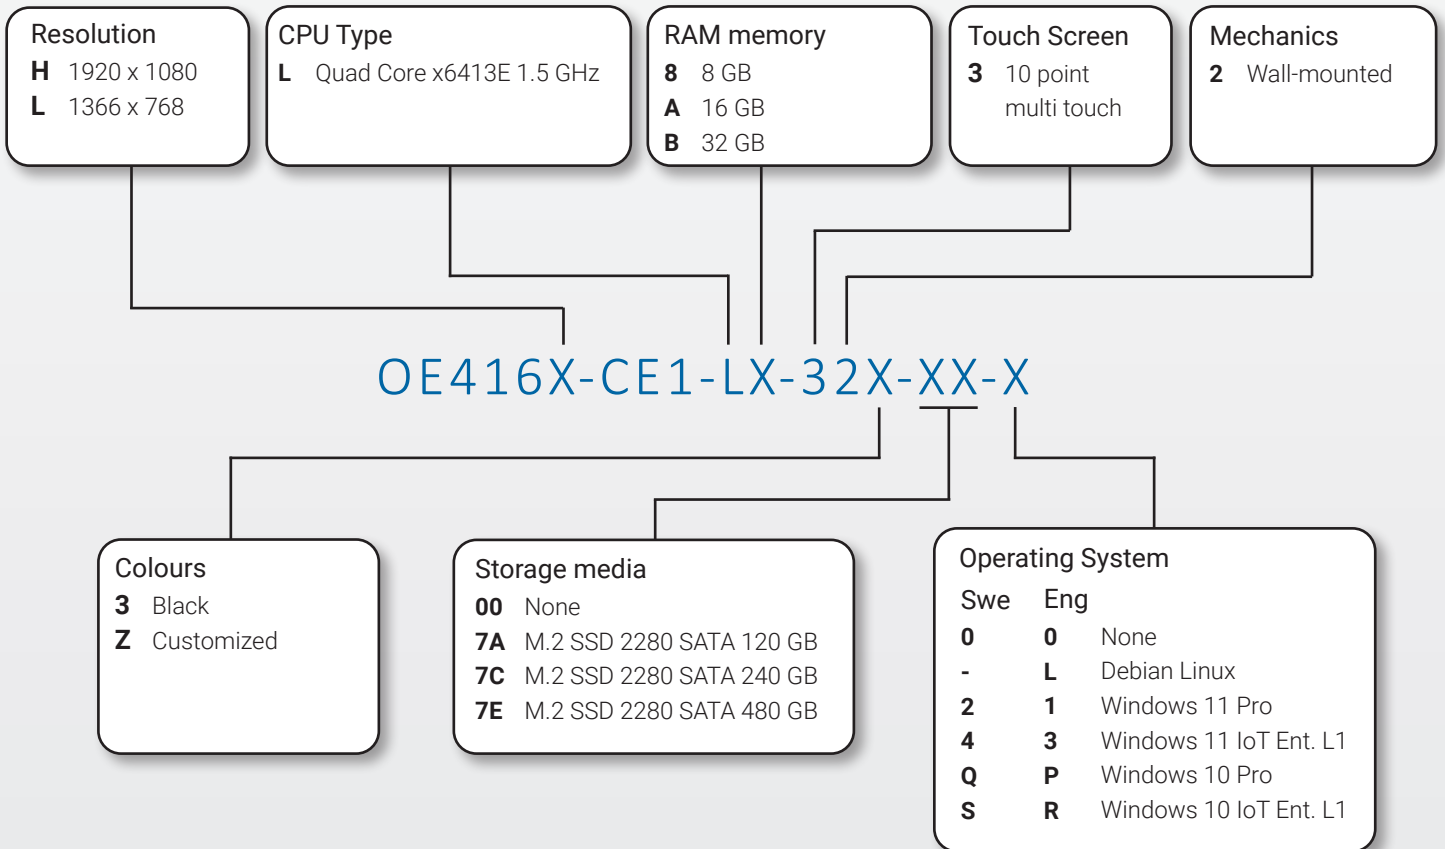 Resolution
H 1920 x 1080
L 1366 x 768
CPU Type
L Quad Core x6413E 1.5 GHz
RAM memory
8 8 GB
A 16 GB
B 32 GB
Touch Screen
3 10 point
multi touch
Mechanics
2 Wall-mounted
OE416X-CE1-LX-32X-XX-X
Colours
3 Black
Z Customized
Storage media
00 None
7A M.2 SSD 2280 SATA 120 GB
7C M.2 SSD 2280 SATA 240 GB
7E M.2 SSD 2280 SATA 480 GB
Operating System
Swe Eng
0 0 None
- L Debian Linux
2 1 Windows 11 Pro
4 3 Windows 11 IoT Ent. L1
Q P Windows 10 Pro
S R Windows 10 IoT Ent. L1